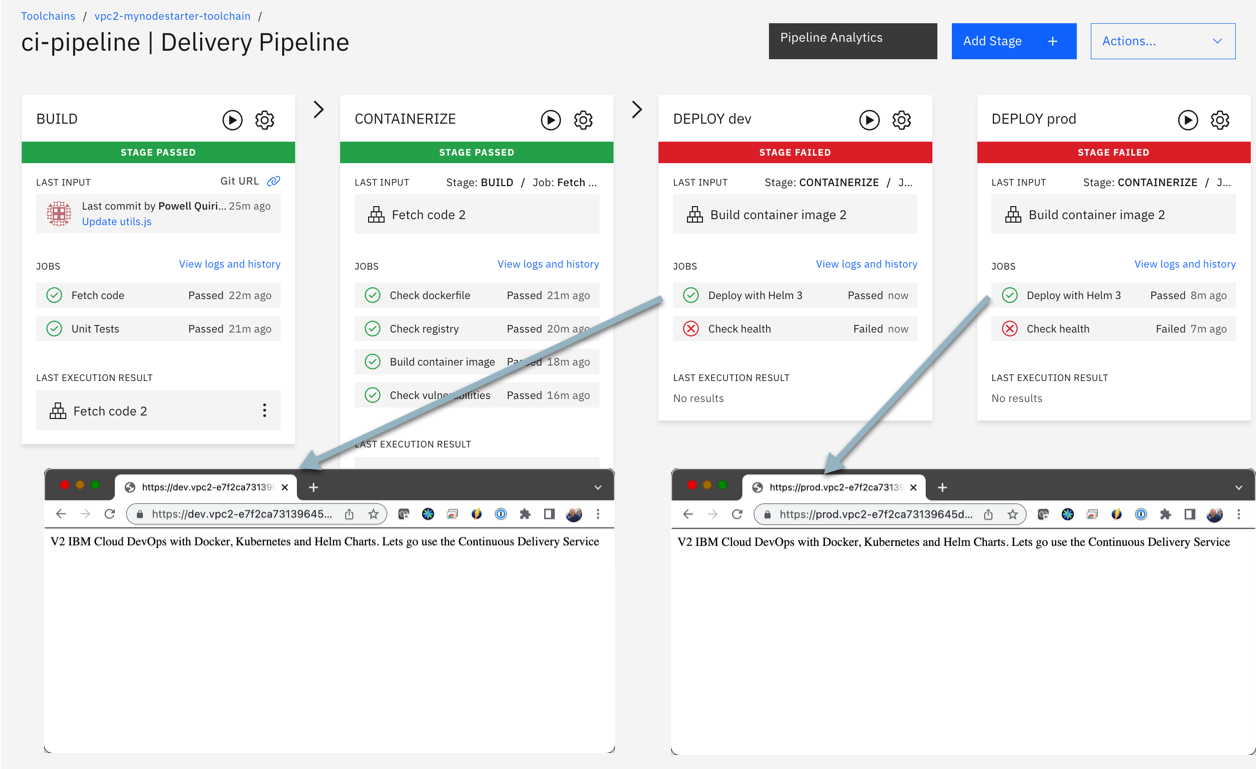 Toolchains / vpc2-mynodestarter-toolchain /
ci-pipeline | Delivery Pipeline
Pipeline Analytics
Add Stage +
Actions...
BUILD
STAGE PASSED
LAST INPUT Git URL
Last commit by Powell Quiri... 25m ago
Update utils.js
JOBS View logs and history
Fetch code Passed 22m ago
Unit Tests Passed 21m ago
LAST EXECUTION RESULT
Fetch code 2
CONTAINERIZE
STAGE PASSED
LAST INPUT Stage: BUILD / Job: Fetch ...
Fetch code 2
JOBS View logs and history
Check dockerfile Passed 21m ago
Check registry Passed 20m ago
Build container image Passed 18m ago
Check vulnerabilities Passed 16m ago
LAST EXECUTION RESULT
DEPLOY dev
STAGE FAILED
LAST INPUT Stage: CONTAINERIZE / J...
Build container image 2
JOBS View logs and history
Deploy with Helm 3 Passed now
Check health Failed now
LAST EXECUTION RESULT
No results
DEPLOY prod
STAGE FAILED
LAST INPUT Stage: CONTAINERIZE / J...
Build container image 2
JOBS View logs and history
Deploy with Helm 3 Passed 8m ago
Check health Failed 7m ago
LAST EXECUTION RESULT
No results
https://dev.vpc2-e7f2ca73139
https://dev.vpc2-e7f2ca73139645...
V2 IBM Cloud DevOps with Docker, Kubernetes and Helm Charts. Lets go use the Continuous Delivery Service
https://prod.vpc2-e7f2ca7313
https://prod.vpc2-e7f2ca73139645d...
V2 IBM Cloud DevOps with Docker, Kubernetes and Helm Charts. Lets go use the Continuous Delivery Service